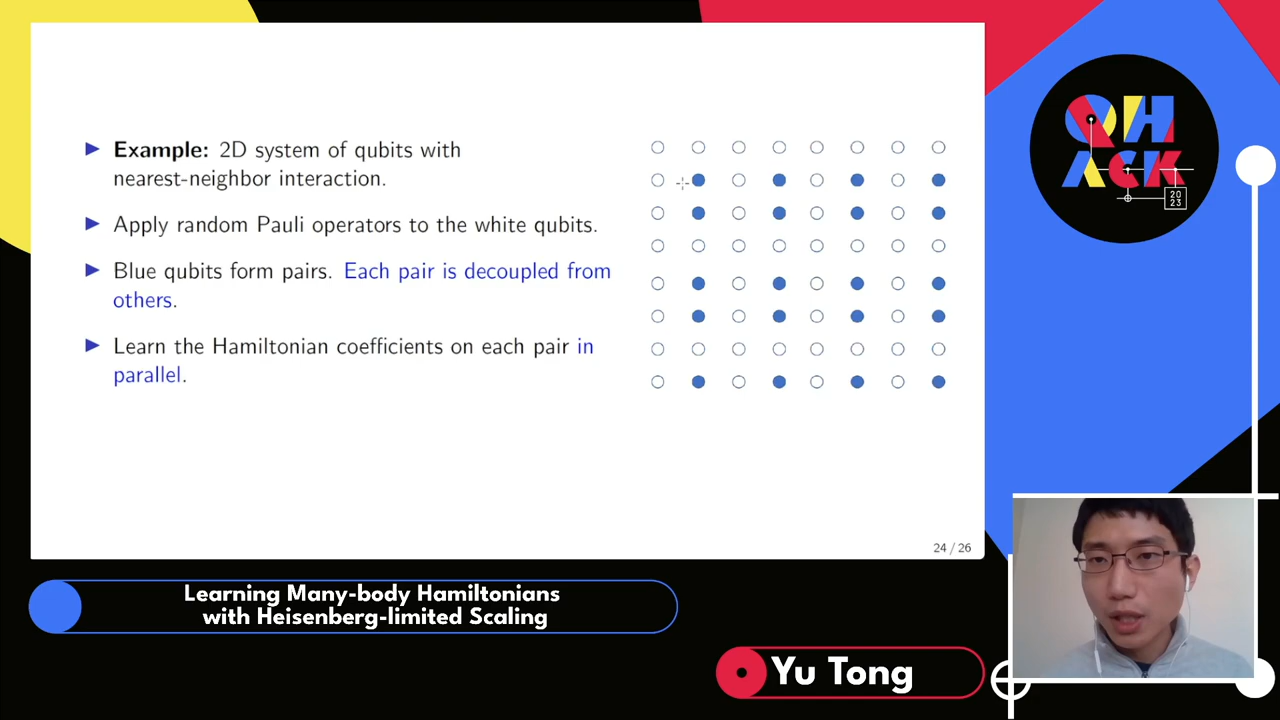 ▶ Example: 2D system of qubits with
nearest-neighbor interaction.
▶ Apply random Pauli operators to the white qubits.
▶ Blue qubits form pairs. Each pair is decoupled from
others.
▶ Learn the Hamiltonian coefficients on each pair in
parallel.
24 / 26
QH
ACK
20
23
Learning Many-body Hamiltonians
with Heisenberg-limited Scaling
Yu Tong